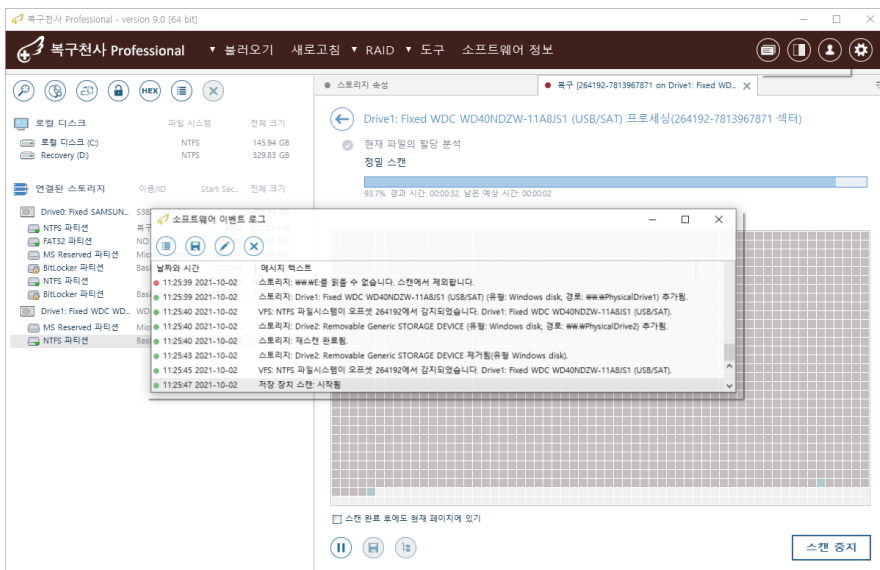 복구천사 Professional - version 9.0 [64 bit]
복구천사 Professional ▼ 불러오기 새로고침 ▼ RAID ▼ 도구 소프트웨어 정보
HEX
로컬 디스크 파일 시스템 전체 크기
로컬 디스크 (C:) NTFS 145.94 GB
Recovery (D:) NTFS 329.83 GB
연결된 스토리지 이름/ID Start Sec... 전체 크기
Drive0: Fixed SAMSUN...
NTFS 파티션
FAT32 파티션
MS Reserved 파티션
BitLocker 파티션
NTFS 파티션
BitLocker 파티션
Drive1: Fixed WDC WD...
MS Reserved 파티션
NTFS 파티션
스토리지 속성
복구 [264192-7813967871 on Drive1: Fixed WD...
Drive1: Fixed WDC WD40NDZW-11A8JS1 (USB/SAT) 프로세싱(264192-7813967871 섹터)
현재 파일의 할당 분석
정밀 스캔
93.7%. 경과 시간: 00:00:32. 남은 예상 시간: 00:00:02
소프트웨어 이벤트 로그
날짜와 시간 메시지 텍스트
11:25:39 2021-10-02 스토리지: ₩₩.₩E:를 읽을 수 없습니다. 스캔에서 제외합니다.
11:25:39 2021-10-02 스토리지: Drive1: Fixed WDC WD40NDZW-11A8JS1 (USB/SAT) (유형: Windows disk, 경로: ₩₩.₩PhysicalDrive1) 추가됨.
11:25:40 2021-10-02 VFS: NTFS 파일시스템이 오프셋 264192에서 감지되었습니다. Drive1: Fixed WDC WD40NDZW-11A8JS1 (USB/SAT).
11:25:40 2021-10-02 스토리지: Drive2: Removable Generic STORAGE DEVICE (유형: Windows disk, 경로: ₩₩.₩PhysicalDrive2) 추가됨.
11:25:40 2021-10-02 스토리지: 재스캔 완료됨.
11:25:43 2021-10-02 스토리지: Drive2: Removable Generic STORAGE DEVICE 제거됨(유형 Windows disk).
11:25:45 2021-10-02 VFS: NTFS 파일시스템이 오프셋 264192에서 감지되었습니다. Drive1: Fixed WDC WD40NDZW-11A8JS1 (USB/SAT).
11:25:47 2021-10-02 저장 장치 스캔: 시작됨
스캔 완료 후에도 현재 페이지에 있기
스캔 중지